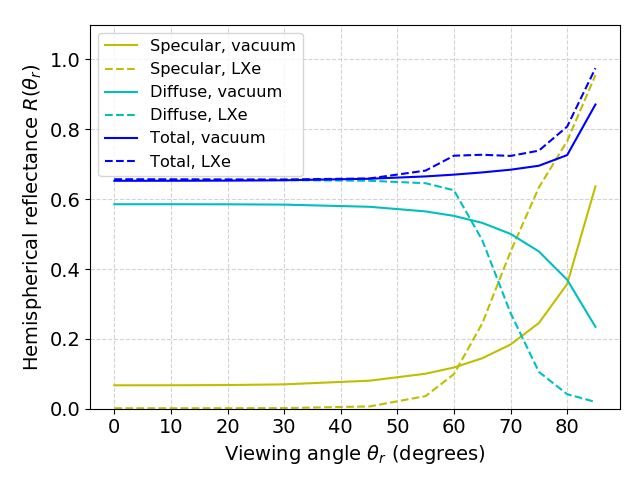 Specular, vacuum
Specular, LXe
Diffuse, vacuum
Diffuse, LXe
Total, vacuum
Total, LXe
Hemispherical reflectance R(θr)
1.0
0.8
0.6
0.4
0.2
0.0
0 10 20 30 40 50 60 70 80
Viewing angle θr (degrees)